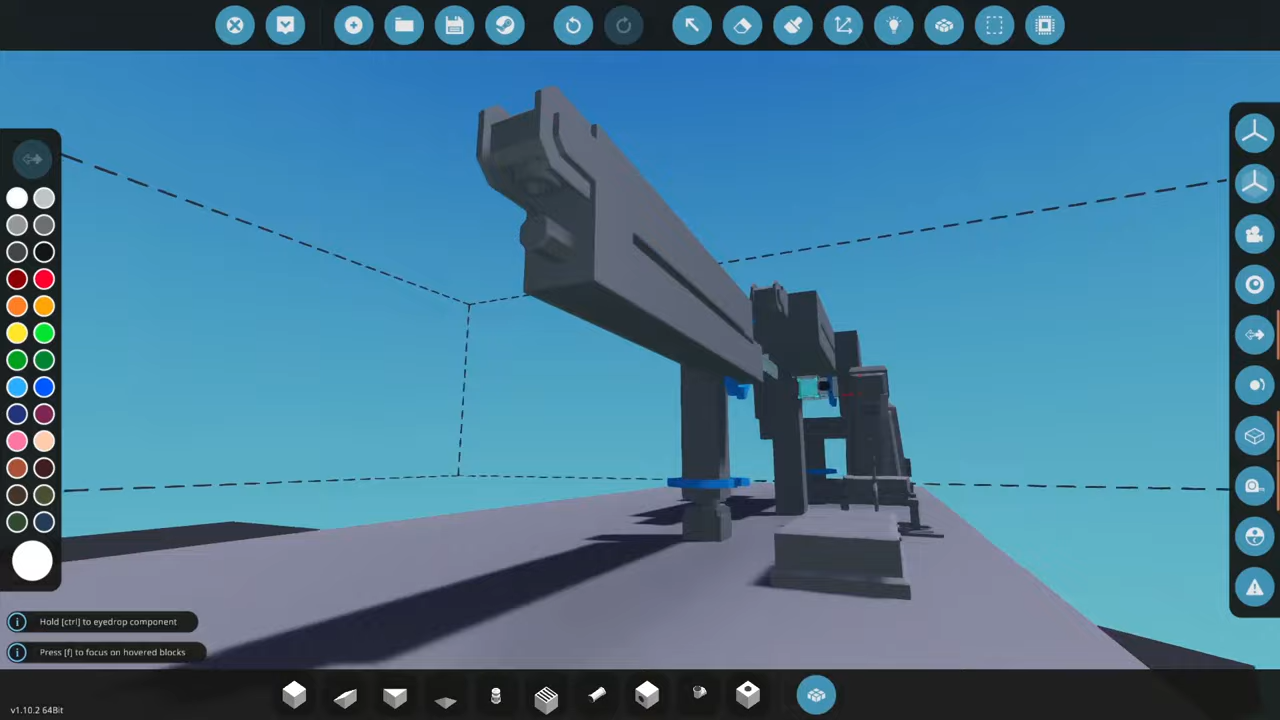 Hold [ctrl] to eyedrop component
Press [f] to focus on hovered blocks
v1.10.2 64Bit